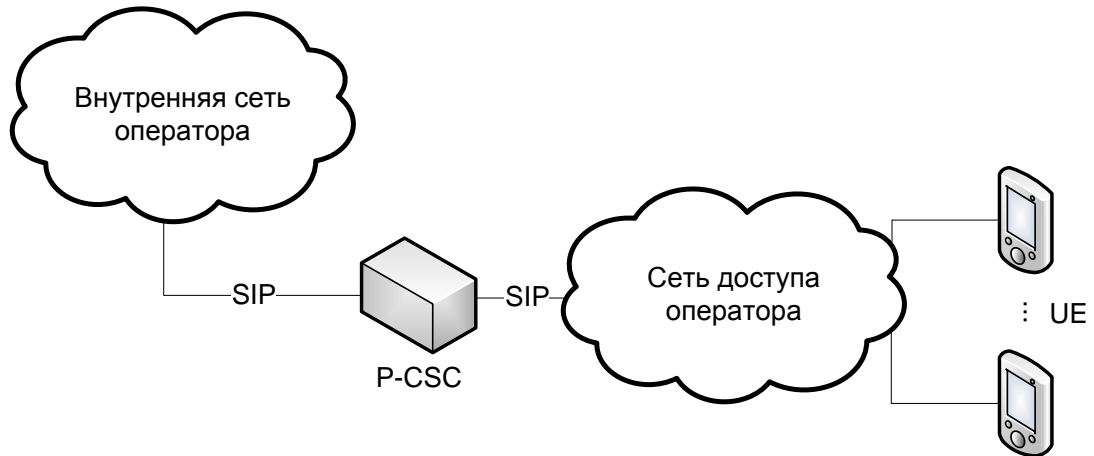 Внутренняя сеть
оператора
SIP
P-CSC
SIP
Сеть доступа
оператора
⋮ UE